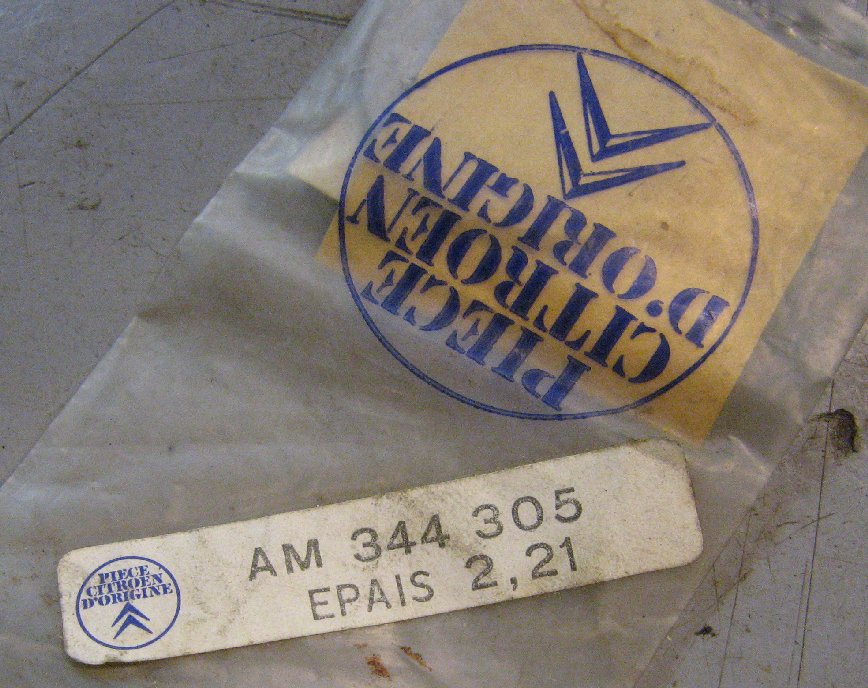 PIECE
CITROEN
D'ORIGINE
PIECE
CITROEN
D'ORIGINE
AM 344 305
EPAIS 2,21